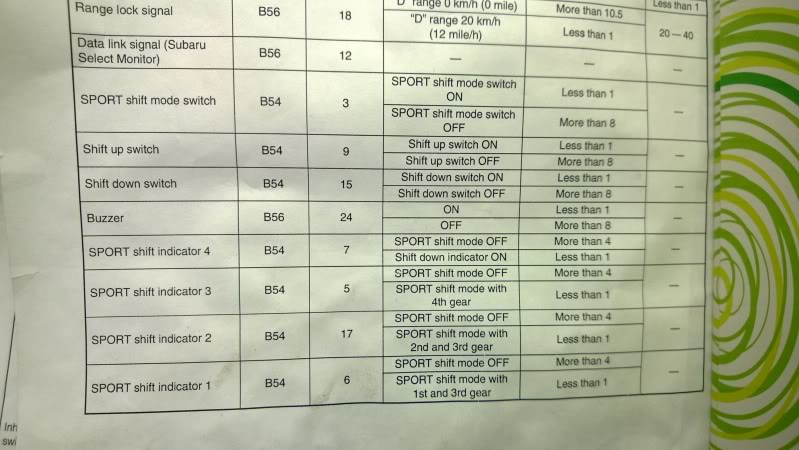 Range lock signal B56 18 "D" range 0 km/h (0 mile) More than 10.5 Less than 1
"D" range 20 km/h
(12 mile/h) Less than 1 20 — 40
Data link signal (Subaru
Select Monitor) B56 12 — — —
SPORT shift mode switch B54 3 SPORT shift mode switch
ON Less than 1 —
SPORT shift mode switch
OFF More than 8
Shift up switch B54 9 Shift up switch ON Less than 1 —
Shift up switch OFF More than 8
Shift down switch B54 15 Shift down switch ON Less than 1 —
Shift down switch OFF More than 8
Buzzer B56 24 ON Less than 1 —
OFF More than 8
SPORT shift indicator 4 B54 7 SPORT shift mode OFF More than 4 —
Shift down indicator ON Less than 1
SPORT shift indicator 3 B54 5 SPORT shift mode OFF More than 4 —
SPORT shift mode with
4th gear Less than 1
SPORT shift indicator 2 B54 17 SPORT shift mode OFF More than 4 —
SPORT shift mode with
2nd and 3rd gear Less than 1
SPORT shift indicator 1 B54 6 SPORT shift mode OFF More than 4 —
SPORT shift mode with
1st and 3rd gear Less than 1
Inh
swi